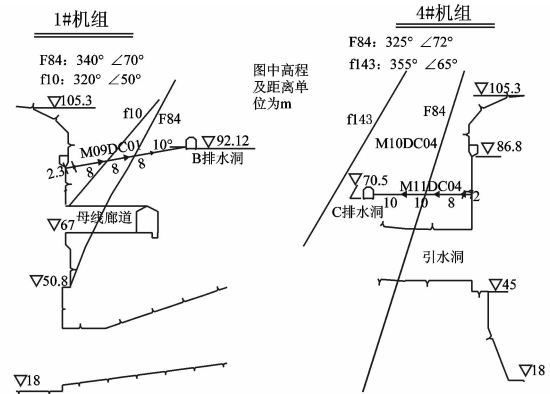 1#机组
F84：340° ∠70°
f10：320° ∠50°
▽105.3
f10
F84
M09DC01
10°
▽92.12
B排水洞
2.3
8
8
8
母线廊道
▽67
▽50.8
▽18
图中高程
及距离单
位为m
4#机组
F84：325° ∠72°
f143：355° ∠65°
▽105.3
f143
F84
M10DC04
▽86.8
▽70.5
M11DC04
C排水洞
10
10
8
2
引水洞
▽45
▽18